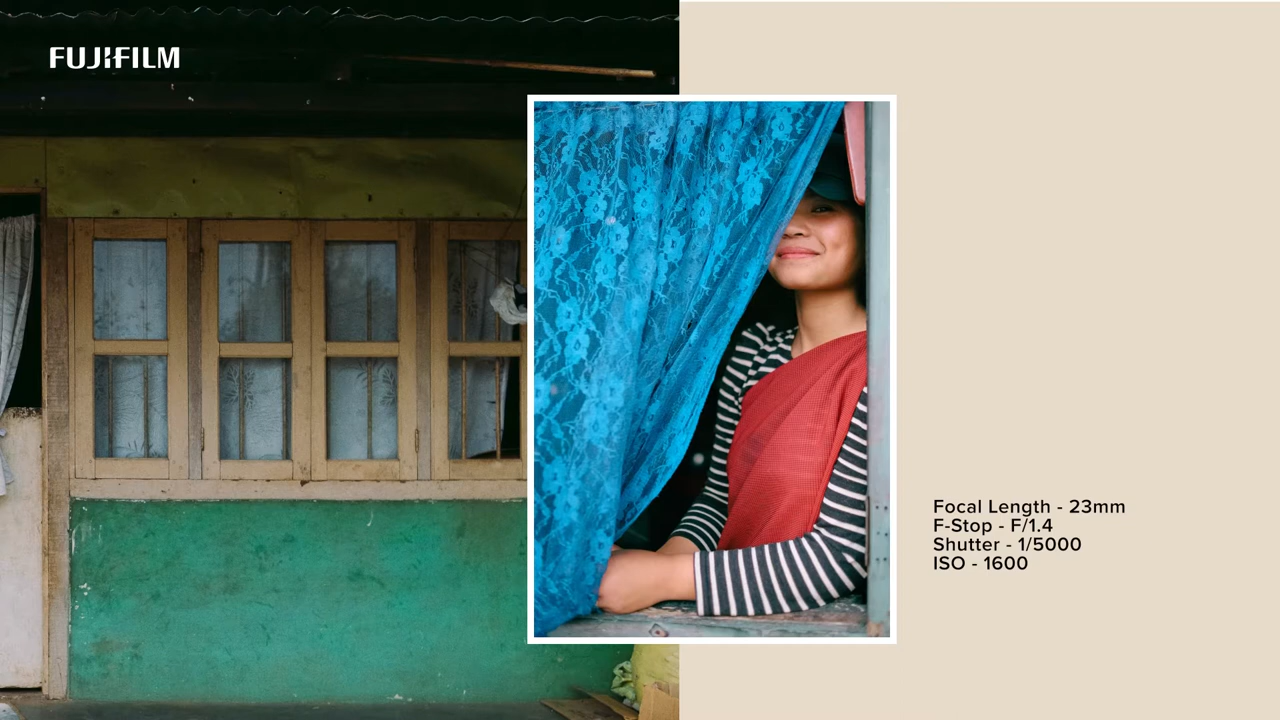 FUJIFILM
Focal Length - 23mm
F-Stop - F/1.4
Shutter - 1/5000
ISO - 1600